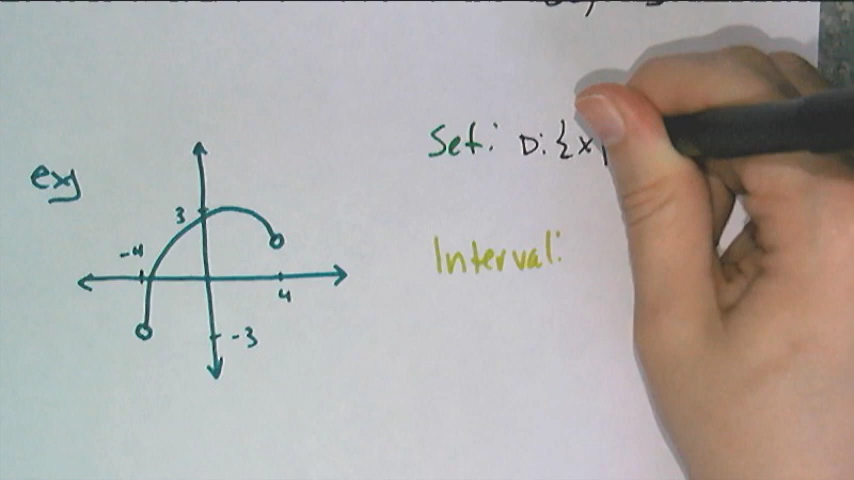 Set: D: {x|
ex)
3
-4
Interval:
4
-3